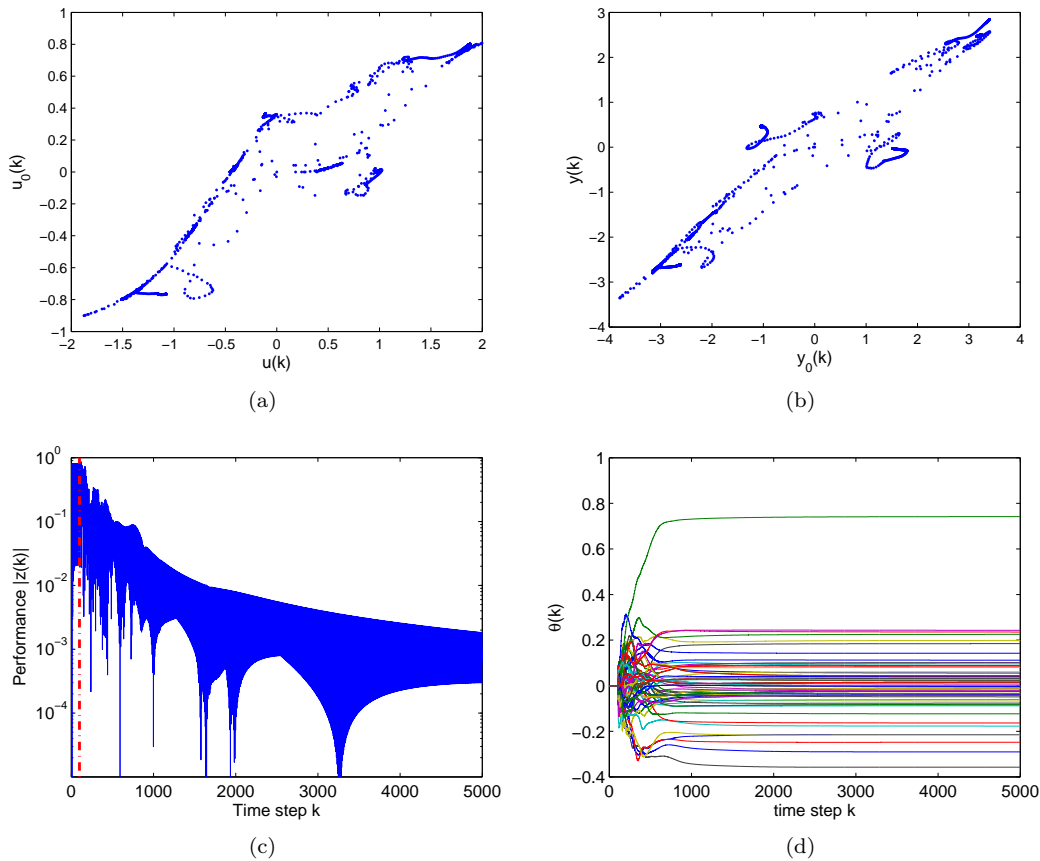 1
0.8
0.6
0.4
0.2
0
−0.2
−0.4
−0.6
−0.8
−1
u0(k)
−2 −1.5 −1 −0.5 0 0.5 1 1.5 2
u(k)
(a)
3
2
1
0
−1
−2
−3
−4
y(k)
−4 −3 −2 −1 0 1 2 3 4
y0(k)
(b)
10^0
10^−1
10^−2
10^−3
10^−4
Performance |z(k)|
0 1000 2000 3000 4000 5000
Time step k
(c)
1
0.8
0.6
0.4
0.2
0
−0.2
−0.4
θ(k)
0 1000 2000 3000 4000 5000
time step k
(d)